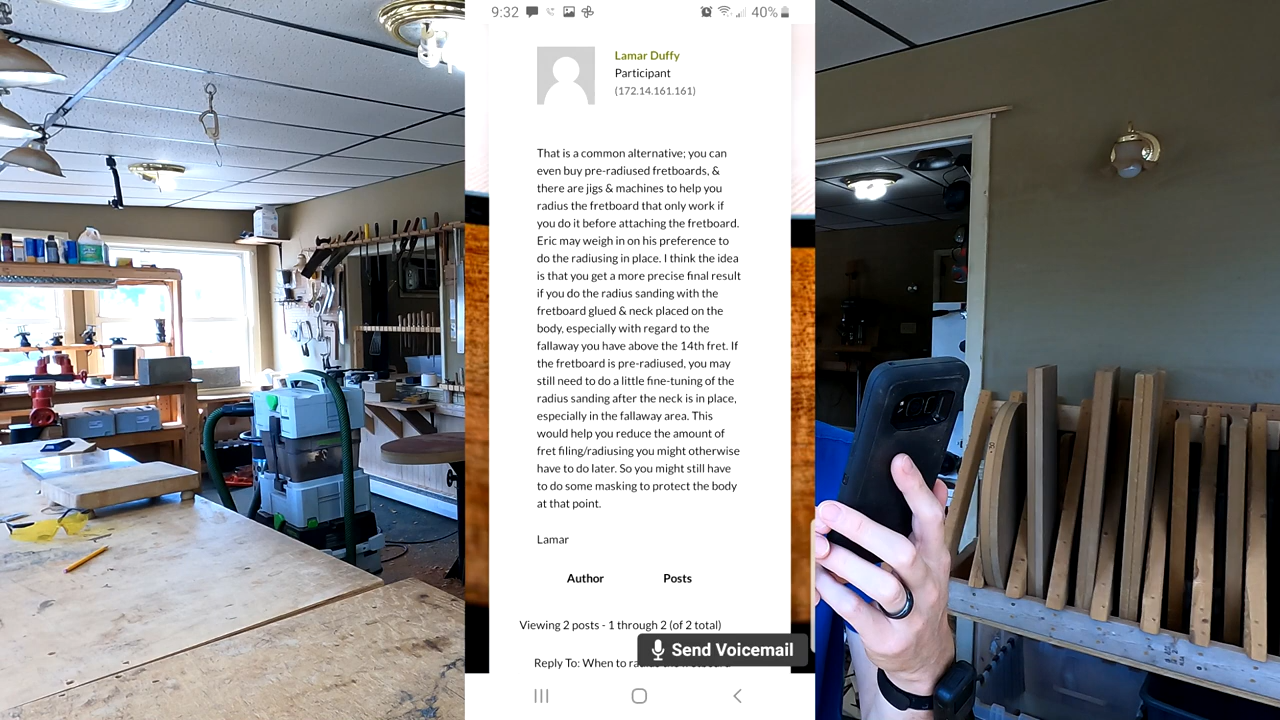 9:32
40%
Lamar Duffy
Participant
(172.14.161.161)
That is a common alternative; you can
even buy pre-radiused fretboards, &
there are jigs & machines to help you
radius the fretboard that only work if
you do it before attaching the fretboard.
Eric may weigh in on his preference to
do the radiusing in place. I think the idea
is that you get a more precise final result
if you do the radius sanding with the
fretboard glued & neck placed on the
body, especially with regard to the
fallaway you have above the 14th fret. If
the fretboard is pre-radiused, you may
still need to do a little fine-tuning of the
radius sanding after the neck is in place,
especially in the fallaway area. This
would help you reduce the amount of
fret filing/radiusing you might otherwise
have to do later. So you might still have
to do some masking to protect the body
at that point.
Lamar
Author Posts
Viewing 2 posts - 1 through 2 (of 2 total)
Send Voicemail
Reply To: When to